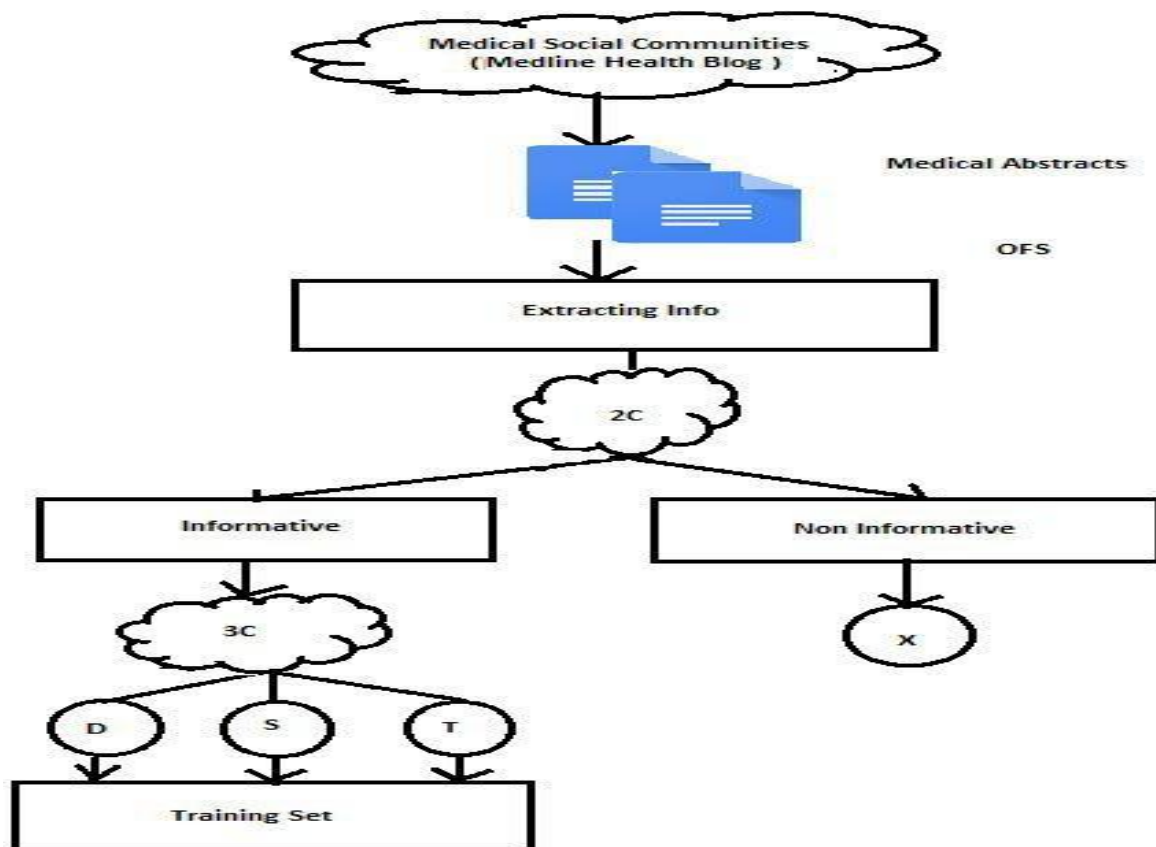 Medical Social Communities
( Medline Health Blog )
Medical Abstracts
OFS
Extracting Info
2C
Informative
Non Informative
3C
X
D
S
T
Training Set